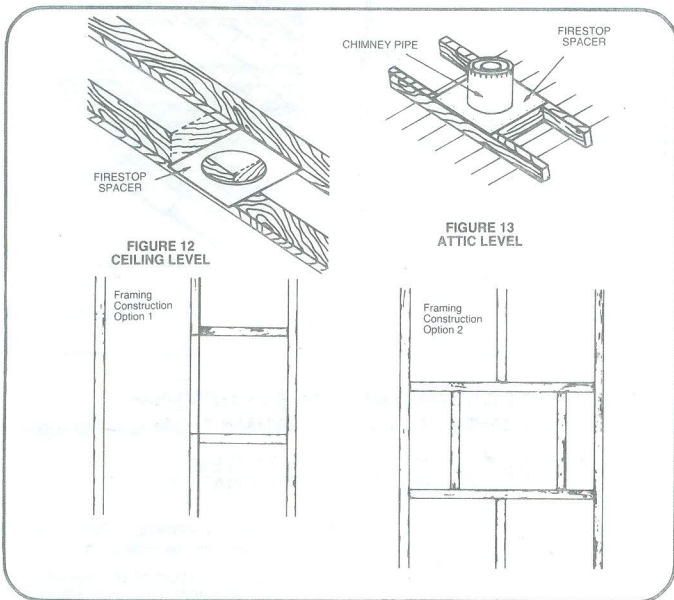 CHIMNEY PIPE
FIRESTOP
SPACER
FIRESTOP
SPACER
FIGURE 12
CEILING LEVEL
FIGURE 13
ATTIC LEVEL
Framing
Construction
Option 1
Framing
Construction
Option 2